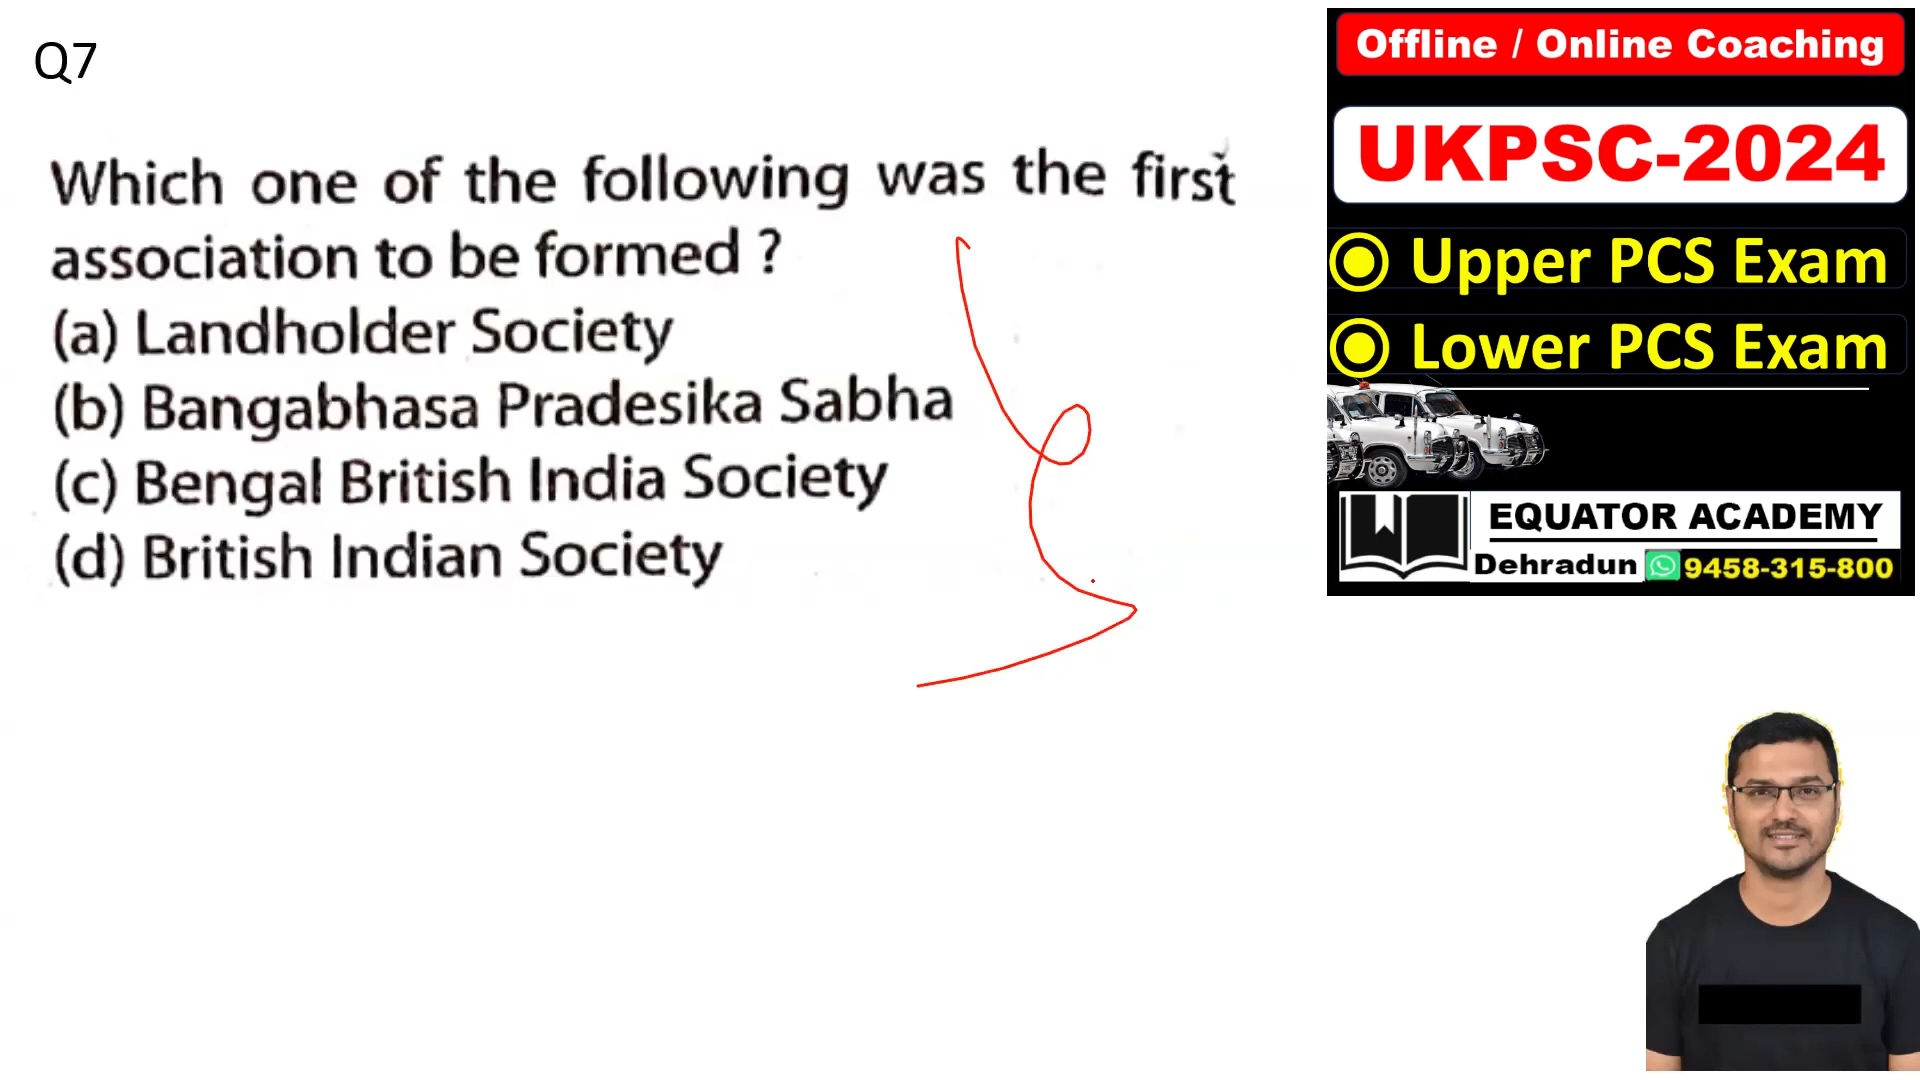 Q7
Which one of the following was the first
association to be formed ?
(a) Landholder Society
(b) Bangabhasa Pradesika Sabha
(c) Bengal British India Society
(d) British Indian Society
Offline / Online Coaching
UKPSC-2024
Upper PCS Exam
Lower PCS Exam
EQUATOR ACADEMY
Dehradun 9458-315-800